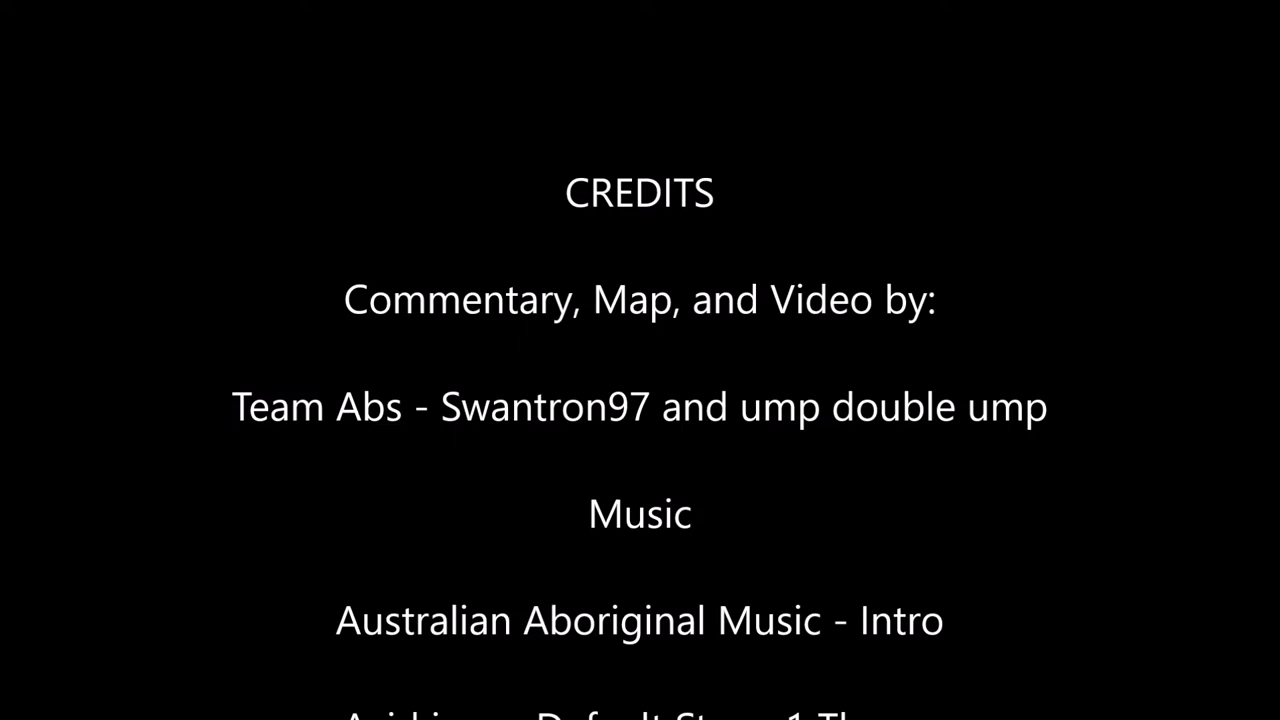 CREDITS
Commentary, Map, and Video by:
Team Abs - Swantron97 and ump double ump
Music
Australian Aboriginal Music - Intro